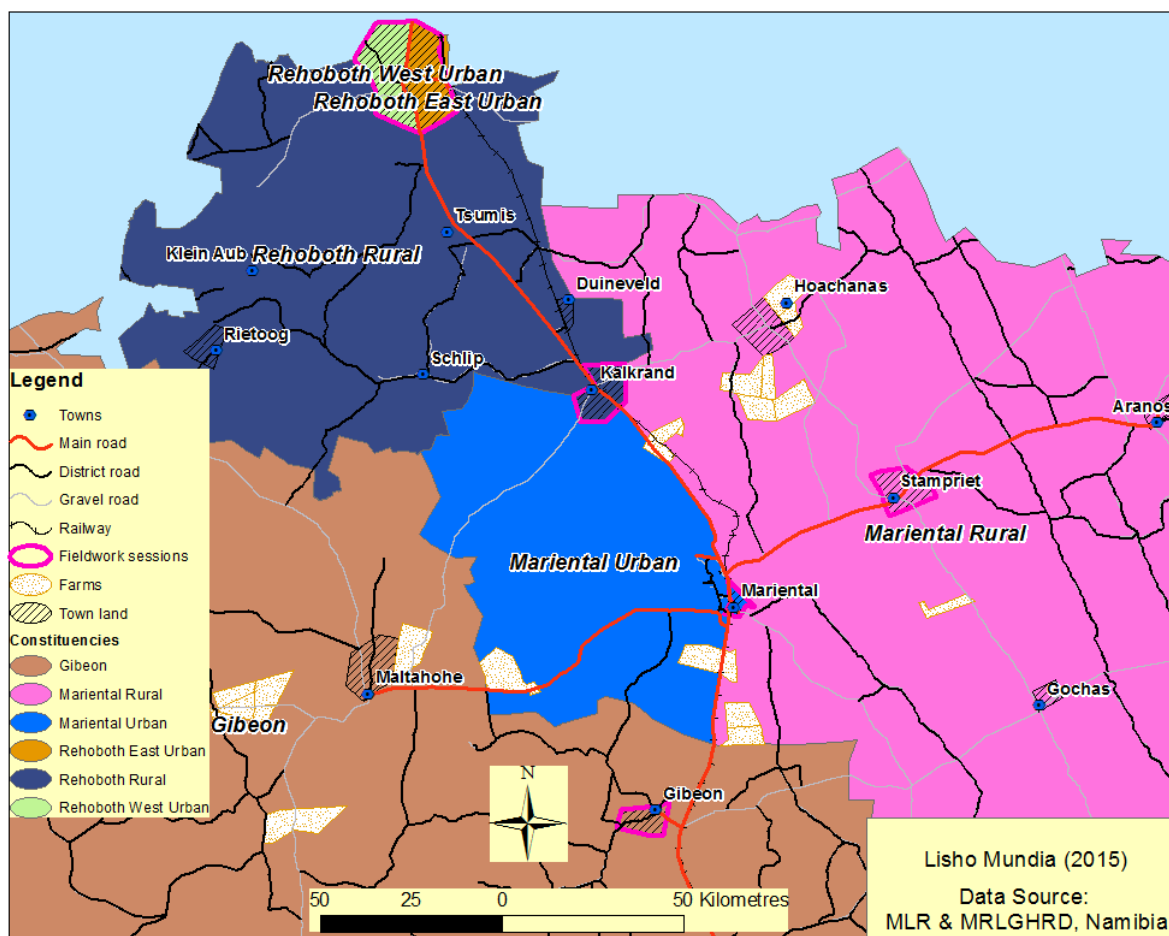 Rehoboth West Urban
Rehoboth East Urban
Tsumis
Klein Aub
Rehoboth Rural
Duineveld
Hoachanas
Rietoog
Schlip
Kalkrand
Aranos
Stampriet
Mariental Rural
Mariental Urban
Mariental
Maltahohe
Gochas
Gibeon
Gibeon
Legend
Towns
Main road
District road
Gravel road
Railway
Fieldwork sessions
Farms
Town land
Constituencies
Gibeon
Mariental Rural
Mariental Urban
Rehoboth East Urban
Rehoboth Rural
Rehoboth West Urban
N
50 25 0 50 Kilometres
Lisho Mundia (2015)
Data Source:
MLR & MRLGHRD, Namibia